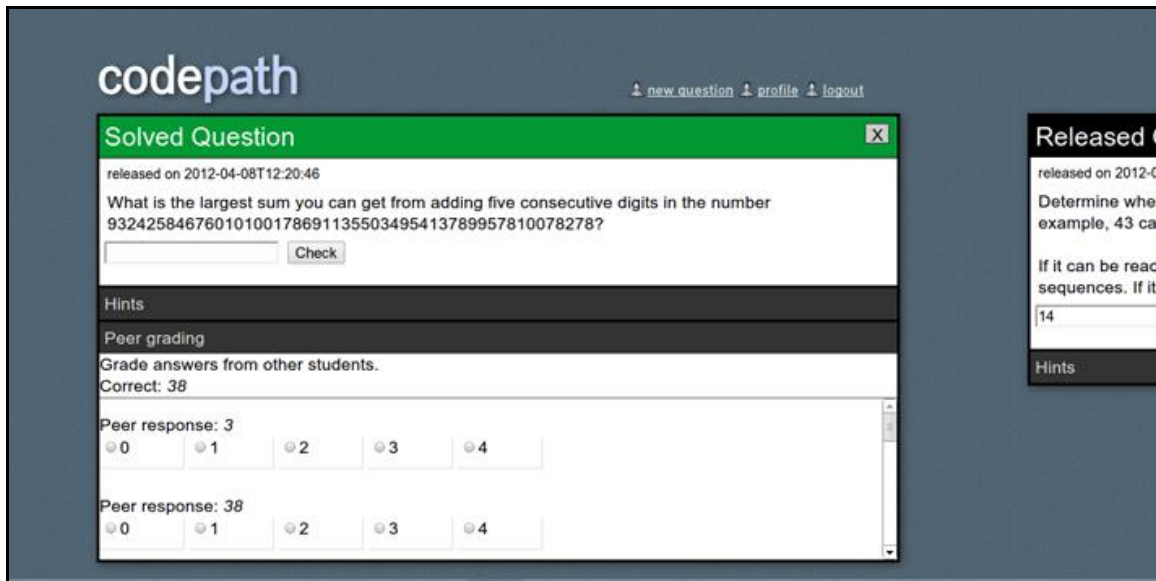 codepath
new question profile logout
Solved Question
X
released on 2012-04-08T12:20:46
What is the largest sum you can get from adding five consecutive digits in the number
93242584676010100178691135503495413789957810078278?
Check
Hints
Peer grading
Grade answers from other students.
Correct: 38
Peer response: 3
0 1 2 3 4
Peer response: 38
0 1 2 3 4
Released
released on 2012-0
Determine whe
example, 43 ca
If it can be reac
sequences. If it
14
Hints